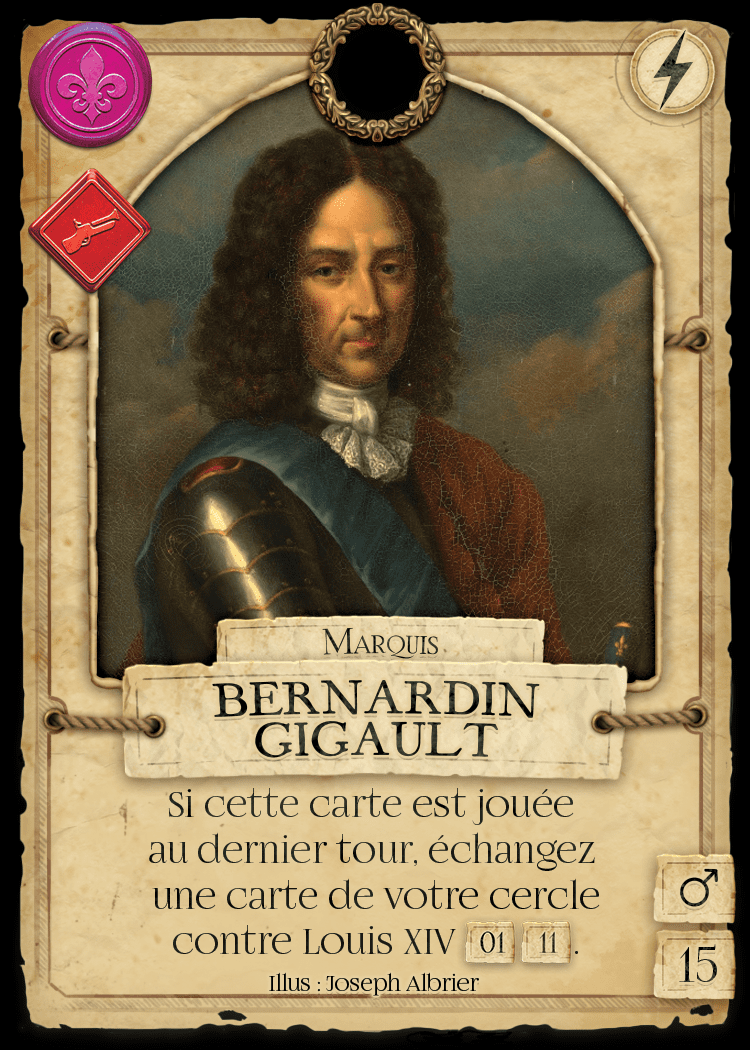 Marquis
BERNARDIN
GIGAULT
Si cette carte est jouée
au dernier tour, échangez
une carte de votre cercle
contre Louis XIV 01 11 .
Illus : Joseph Albrier
♂
15